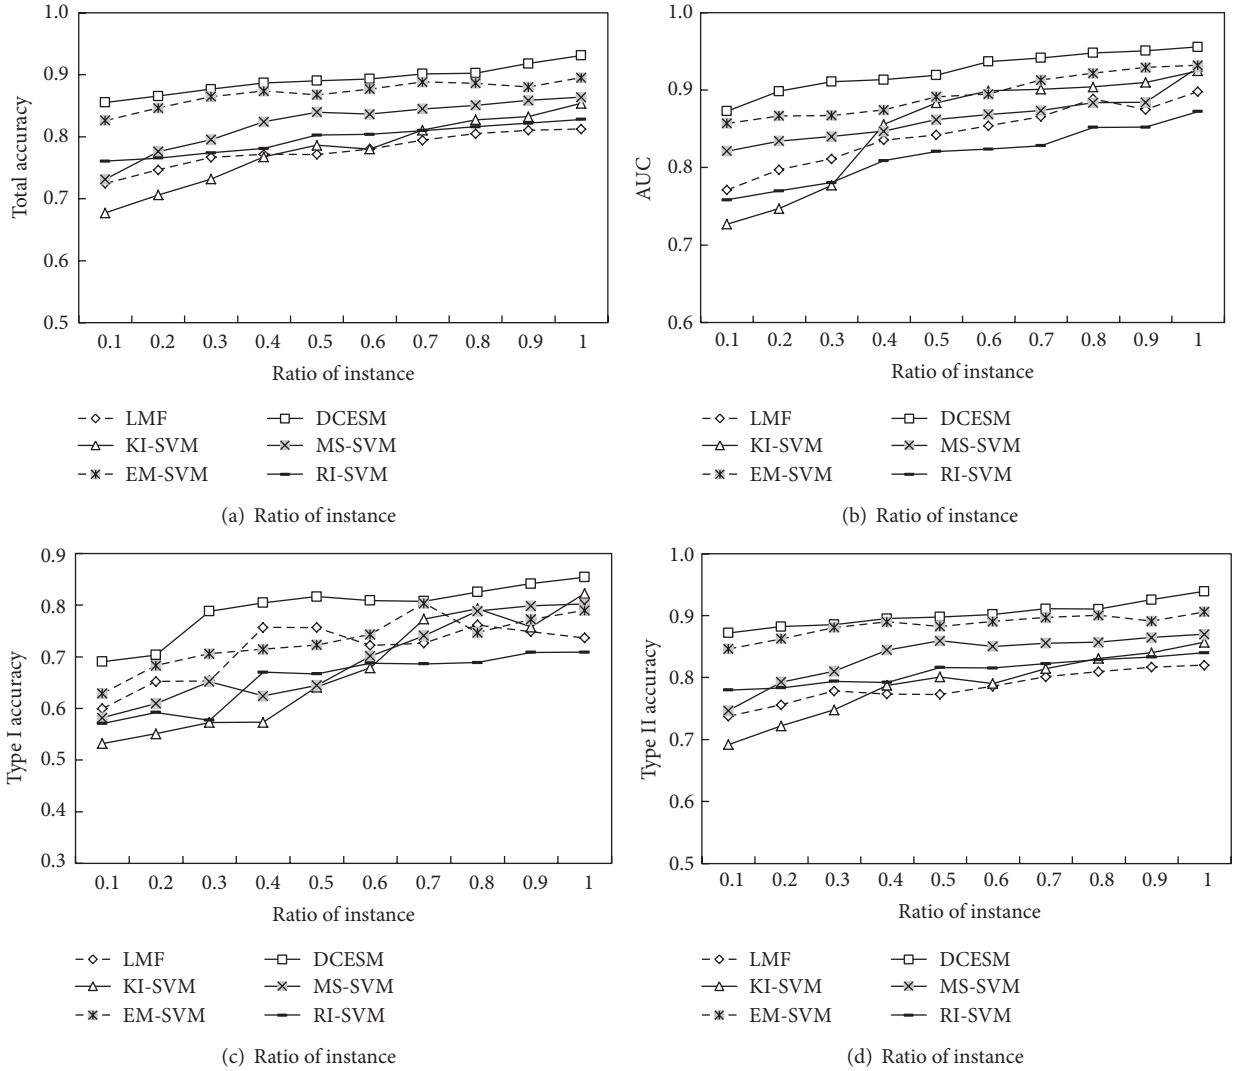 1.0
0.9
0.8
0.7
0.6
0.5
Total accuracy
0.1 0.2 0.3 0.4 0.5 0.6 0.7 0.8 0.9 1
Ratio of instance
LMF DCESM
KI-SVM MS-SVM
EM-SVM RI-SVM
(a) Ratio of instance
1.0
0.9
0.8
0.7
0.6
AUC
0.1 0.2 0.3 0.4 0.5 0.6 0.7 0.8 0.9 1
Ratio of instance
LMF DCESM
KI-SVM MS-SVM
EM-SVM RI-SVM
(b) Ratio of instance
0.9
0.8
0.7
0.6
0.5
0.4
0.3
Type I accuracy
0.1 0.2 0.3 0.4 0.5 0.6 0.7 0.8 0.9 1
Ratio of instance
LMF DCESM
KI-SVM MS-SVM
EM-SVM RI-SVM
(c) Ratio of instance
1.0
0.9
0.8
0.7
0.6
0.5
Type II accuracy
0.1 0.2 0.3 0.4 0.5 0.6 0.7 0.8 0.9 1
Ratio of instance
LMF DCESM
KI-SVM MS-SVM
EM-SVM RI-SVM
(d) Ratio of instance